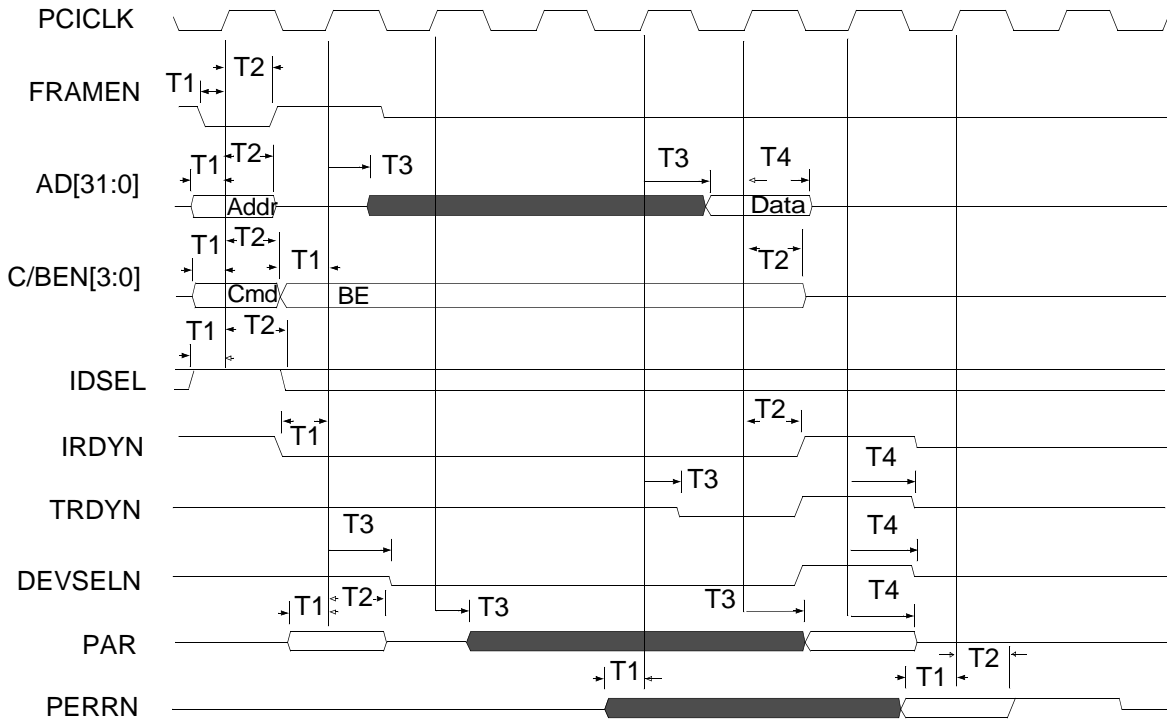 PCICLK
T1 T2
FRAMEN
T1 T2 T3 T3 T4
AD[31:0]
Addr Data
T1 T2 T1 T2
C/BEN[3:0]
Cmd BE
T1 T2
IDSEL
T1 T2
IRDYN
T3 T4
TRDYN
T3 T4
DEVSELN
T1 T2 T3 T3 T4
PAR
T1 T1 T2
PERRN